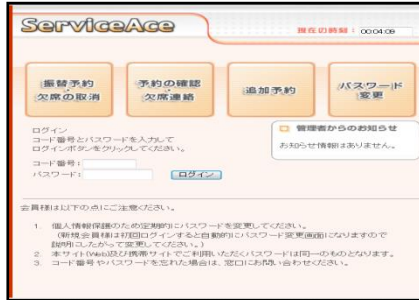 ServiceAce
現在の時刻： 00:04:09
振替予約
欠席の取消
予約の確認
欠席連絡
追加予約
パスワード
変更
ログイン
コード番号とパスワードを入力して
ログインボタンをクリックしてください。
コード番号：
パスワード：
ログイン
管理者からのお知らせ
お知らせ情報はありません。
会員様は以下の点にご注意ください。
1. 個人情報保護のため定期的にパスワードを変更してください。
（新規会員様は初回ログインすると自動的にパスワード変更画面になりますので
説明にしたがって変更してください。）
2. 本サイト(Web)及び携帯サイトでご利用いただくパスワードは同一のものとなります。
3. コード番号やパスワードを忘れた場合は、窓口にお問い合わせください。